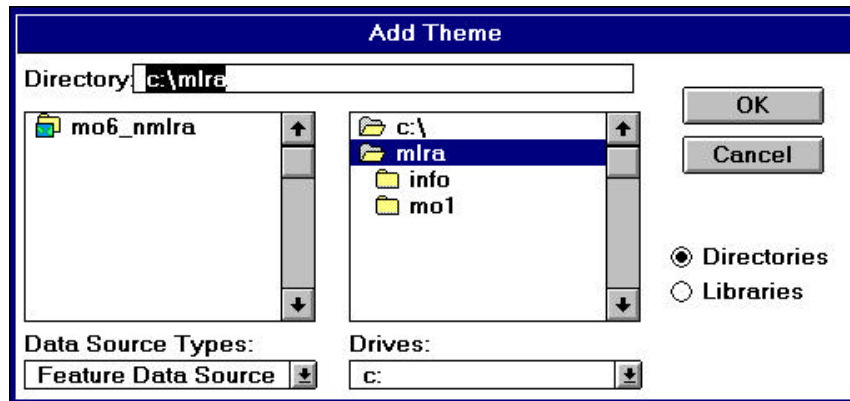 Add Theme
Directory: c:\mlra
OK
Cancel
mo6_nmlra
c:\
mlra
info
mo1
Directories
Libraries
Data Source Types:
Feature Data Source
Drives:
c: